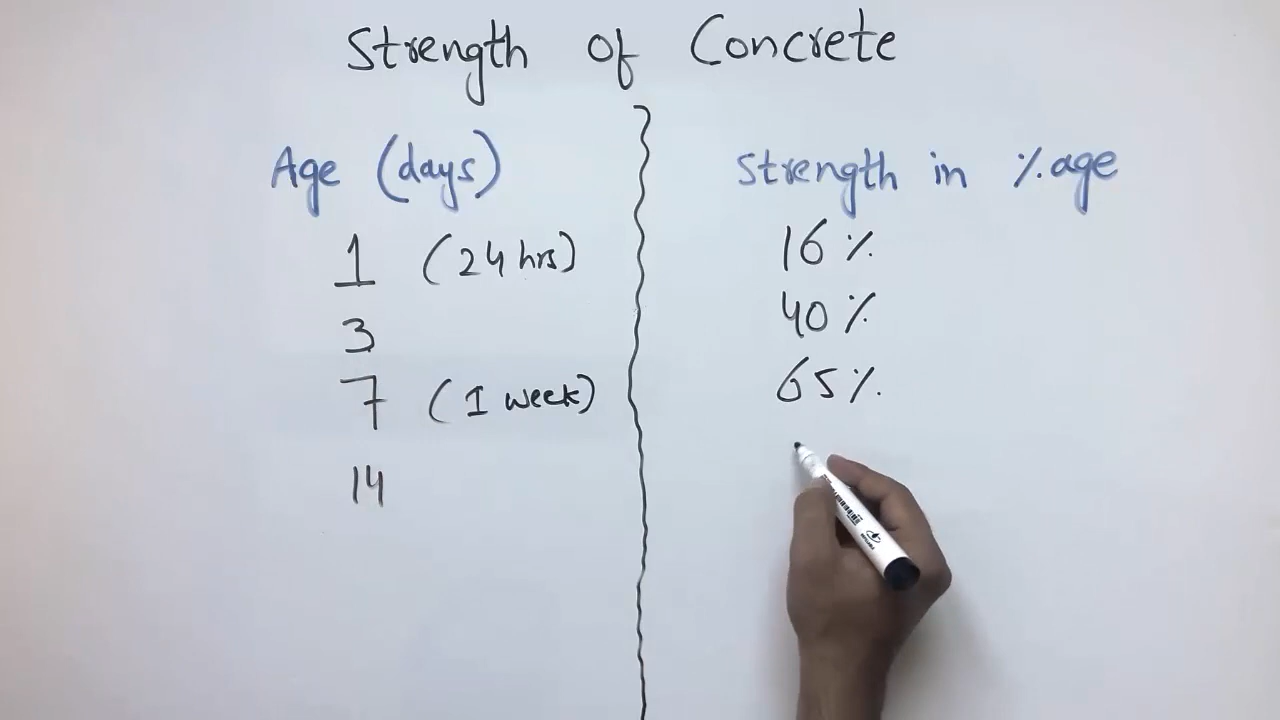 Strength of Concrete
Age (days) Strength in %age
1 (24 hrs) 16%
3 40%
7 (1 week) 65%
14